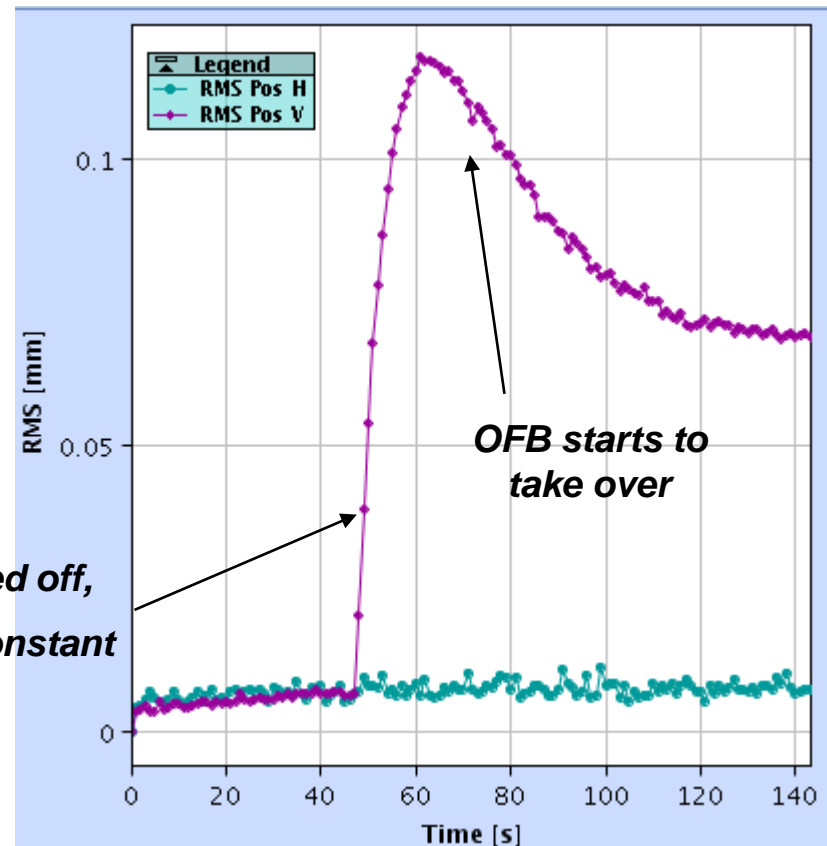 Legend
RMS Pos H
RMS Pos V
0.1
0.05
0
RMS [mm]
OFB starts to
take over
ed off,
onstant
0 20 40 60 80 100 120 140
Time [s]